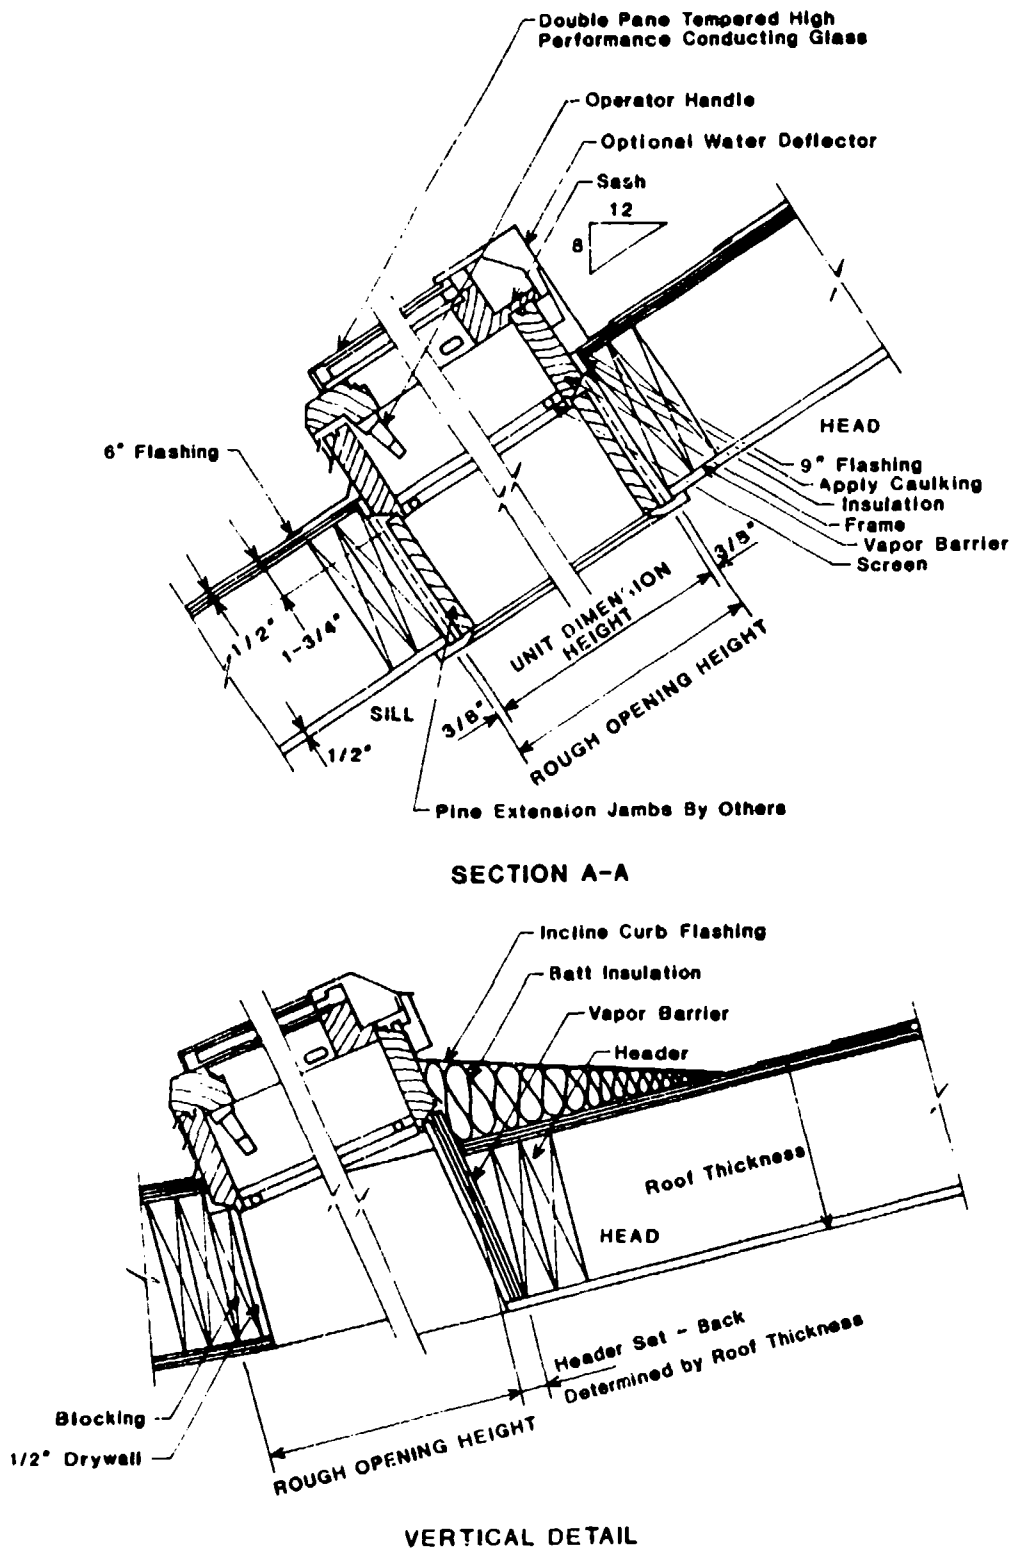 Double Pane Tempered High
Performance Conducting Glass
Operator Handle
Optional Water Deflector
Sash
12
8
6" Flashing
HEAD
9" Flashing
Apply Caulking
Insulation
Frame
Vapor Barrier
Screen
3/8"
1/2"
1-3/4"
UNIT DIMENSION
HEIGHT
ROUGH OPENING HEIGHT
SILL
3/8"
1/2"
Pine Extension Jambs By Others
SECTION A-A
Incline Curb Flashing
Batt Insulation
Vapor Barrier
Header
Roof Thickness
HEAD
Header Set - Back
Determined by Roof Thickness
Blocking
1/2" Drywall
ROUGH OPENING HEIGHT
VERTICAL DETAIL